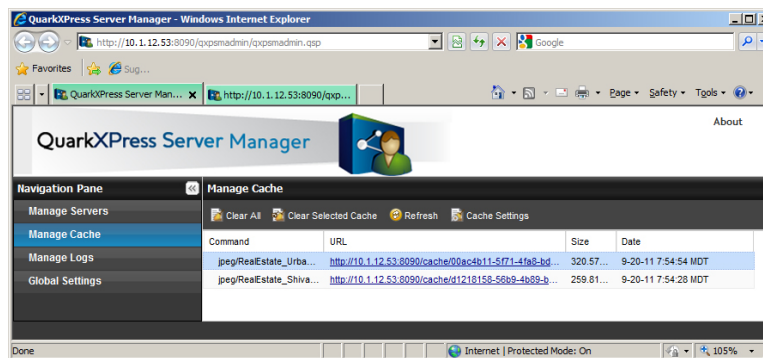 QuarkXPress Server Manager - Windows Internet Explorer
http://10.1.12.53:8090/qxpsmadmin/qxpsmadmin.qsp
Google
Favorites
Sug...
QuarkXPress Server Man...
http://10.1.12.53:8090/qxp...
Page
Safety
Tools
About
QuarkXPress Server Manager
Navigation Pane
Manage Cache
Manage Servers
Manage Cache
Manage Logs
Global Settings
Clear All
Clear Selected Cache
Refresh
Cache Settings
Command URL Size Date
jpeg/RealEstate_Urba... http://10.1.12.53:8090/cache/00ac4b11-5f71-4fa8-bd... 320.57... 9-20-11 7:54:54 MDT
jpeg/RealEstate_Shiva... http://10.1.12.53:8090/cache/d1218158-56b9-4b89-b... 259.81... 9-20-11 7:54:28 MDT
Done
Internet | Protected Mode: On
105%